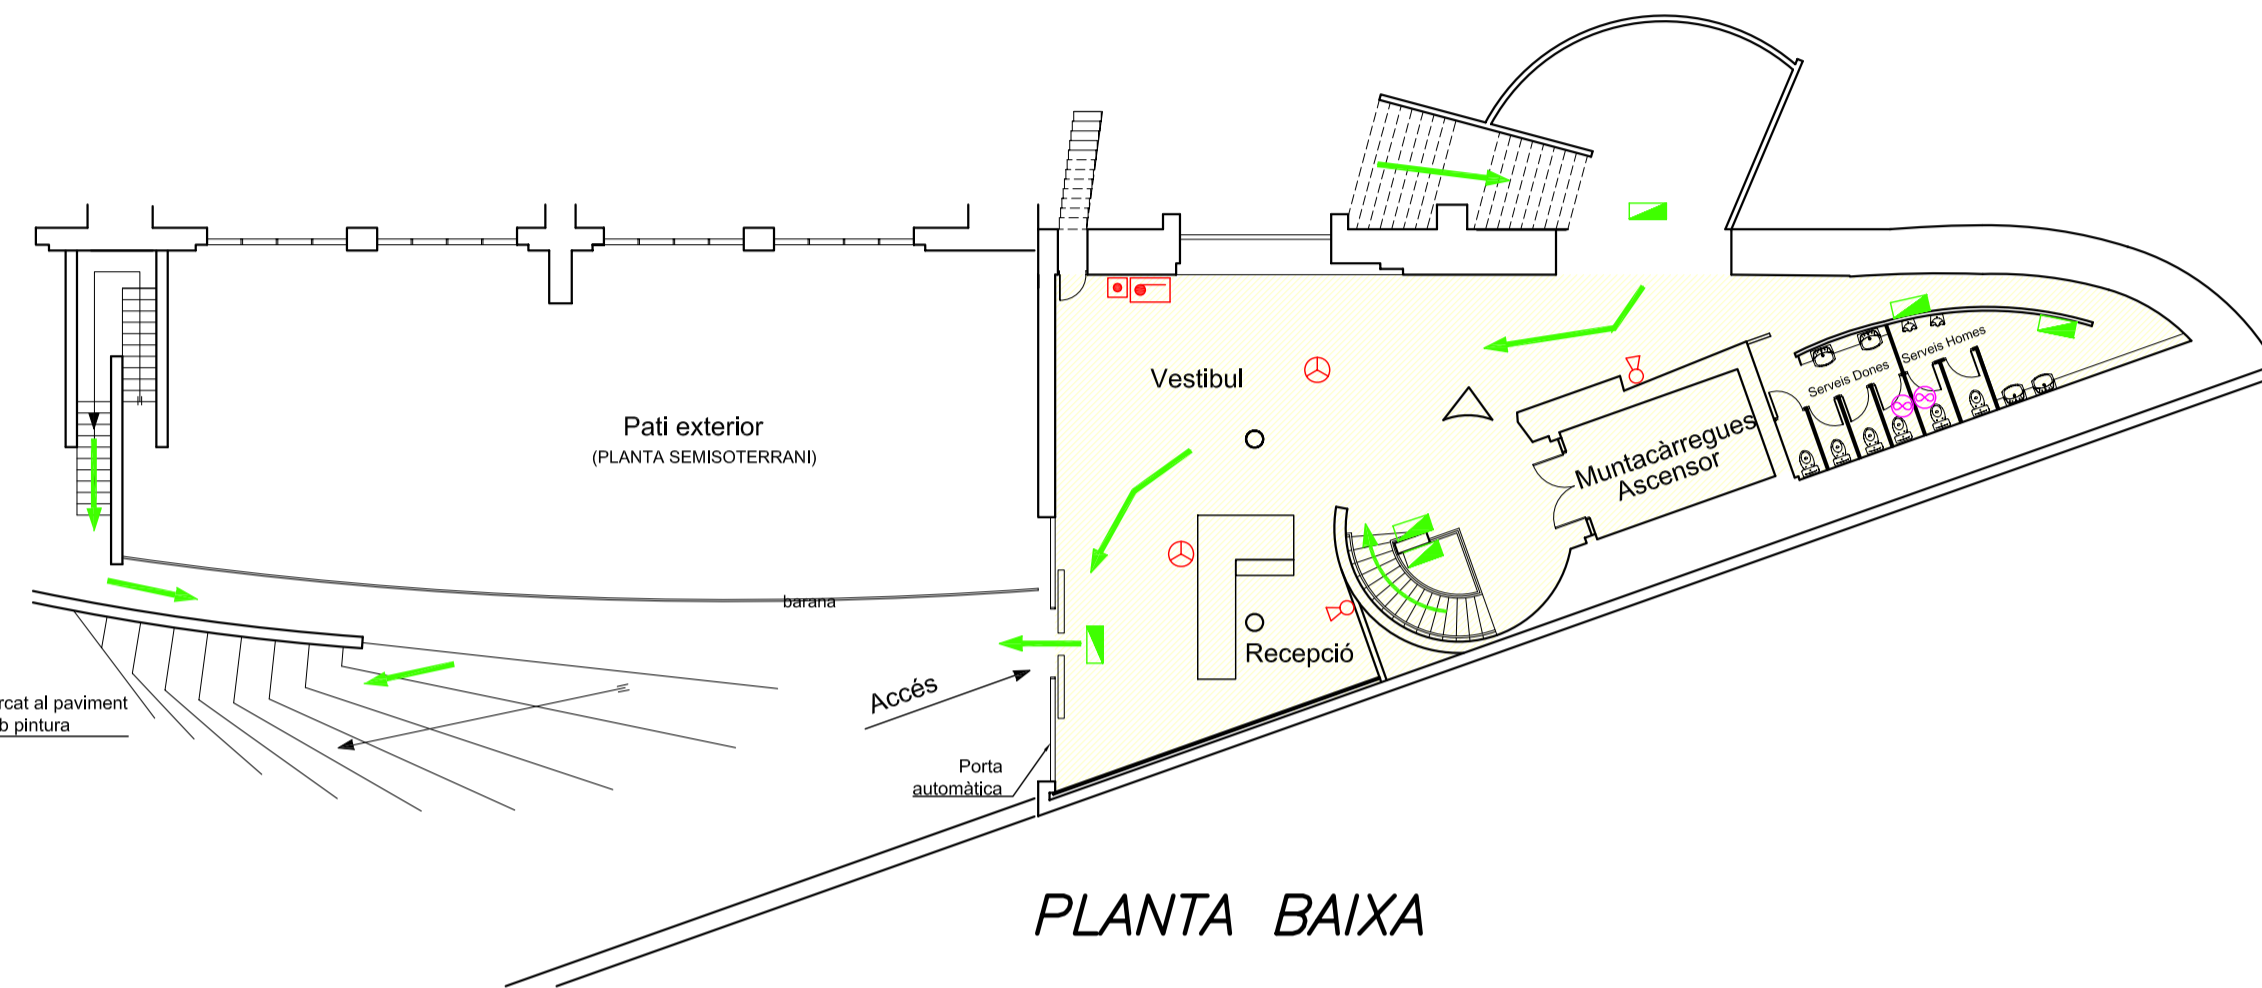 Vestibul
Serveis Homes
Serveis Dones
Pati exterior
(PLANTA SEMISOTERRANI)
Muntacàrregues
Ascensor
barana
Recepció
Accés
rcat al paviment
b pintura
Porta
automàtica
PLANTA BAIXA